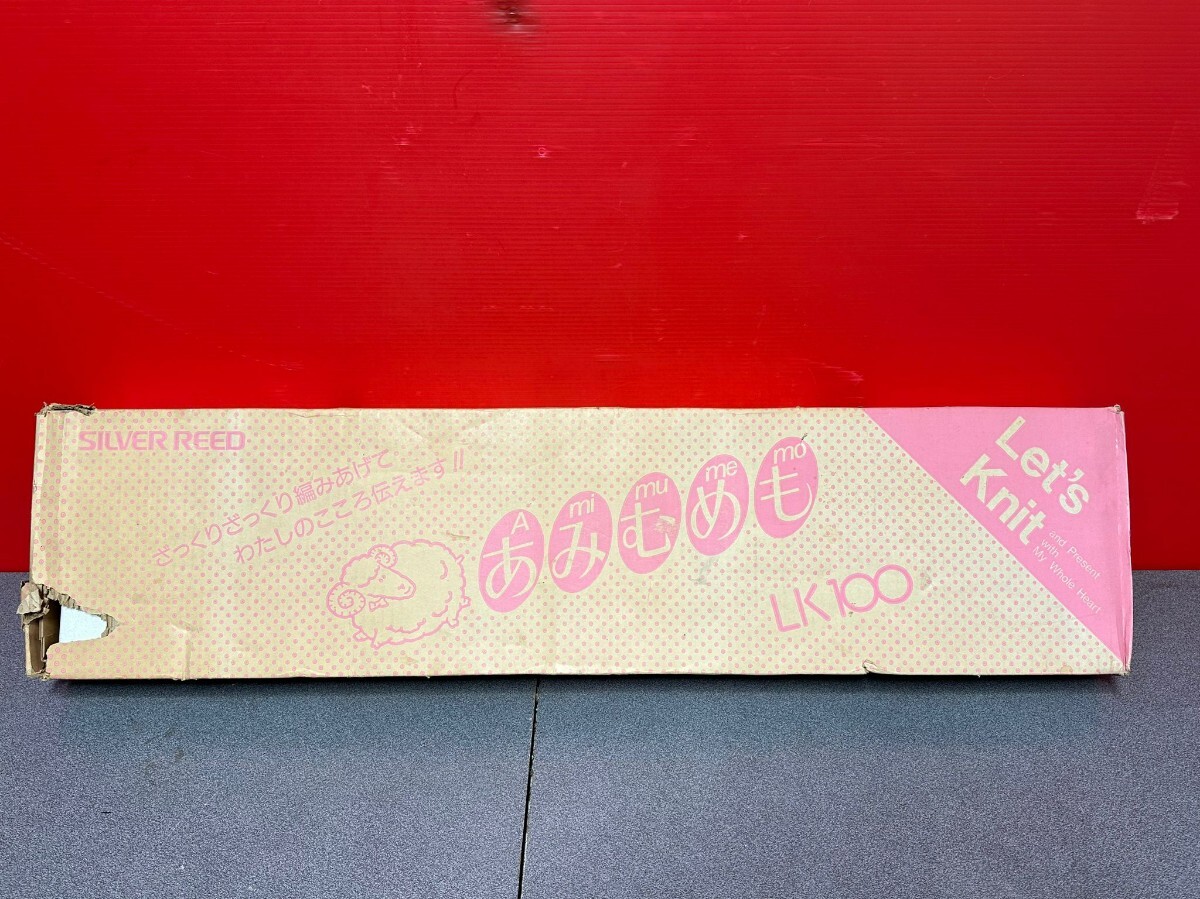 SILVER REED
ざっくりざっくり編みあげて
わたしのこころ伝えます!!
A mi mu me mo
あみむめも
LK100
Let's
Knit
and Present
with
My Whole Heart